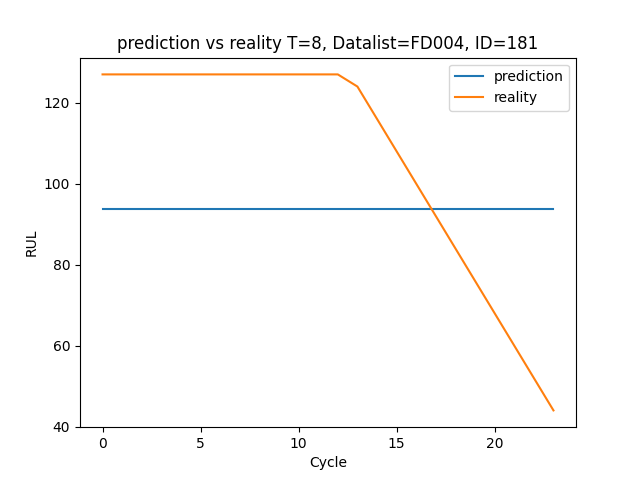 prediction vs reality T=8, Datalist=FD004, ID=181
prediction
reality
120
100
80
60
40
RUL
0 5 10 15 20
Cycle